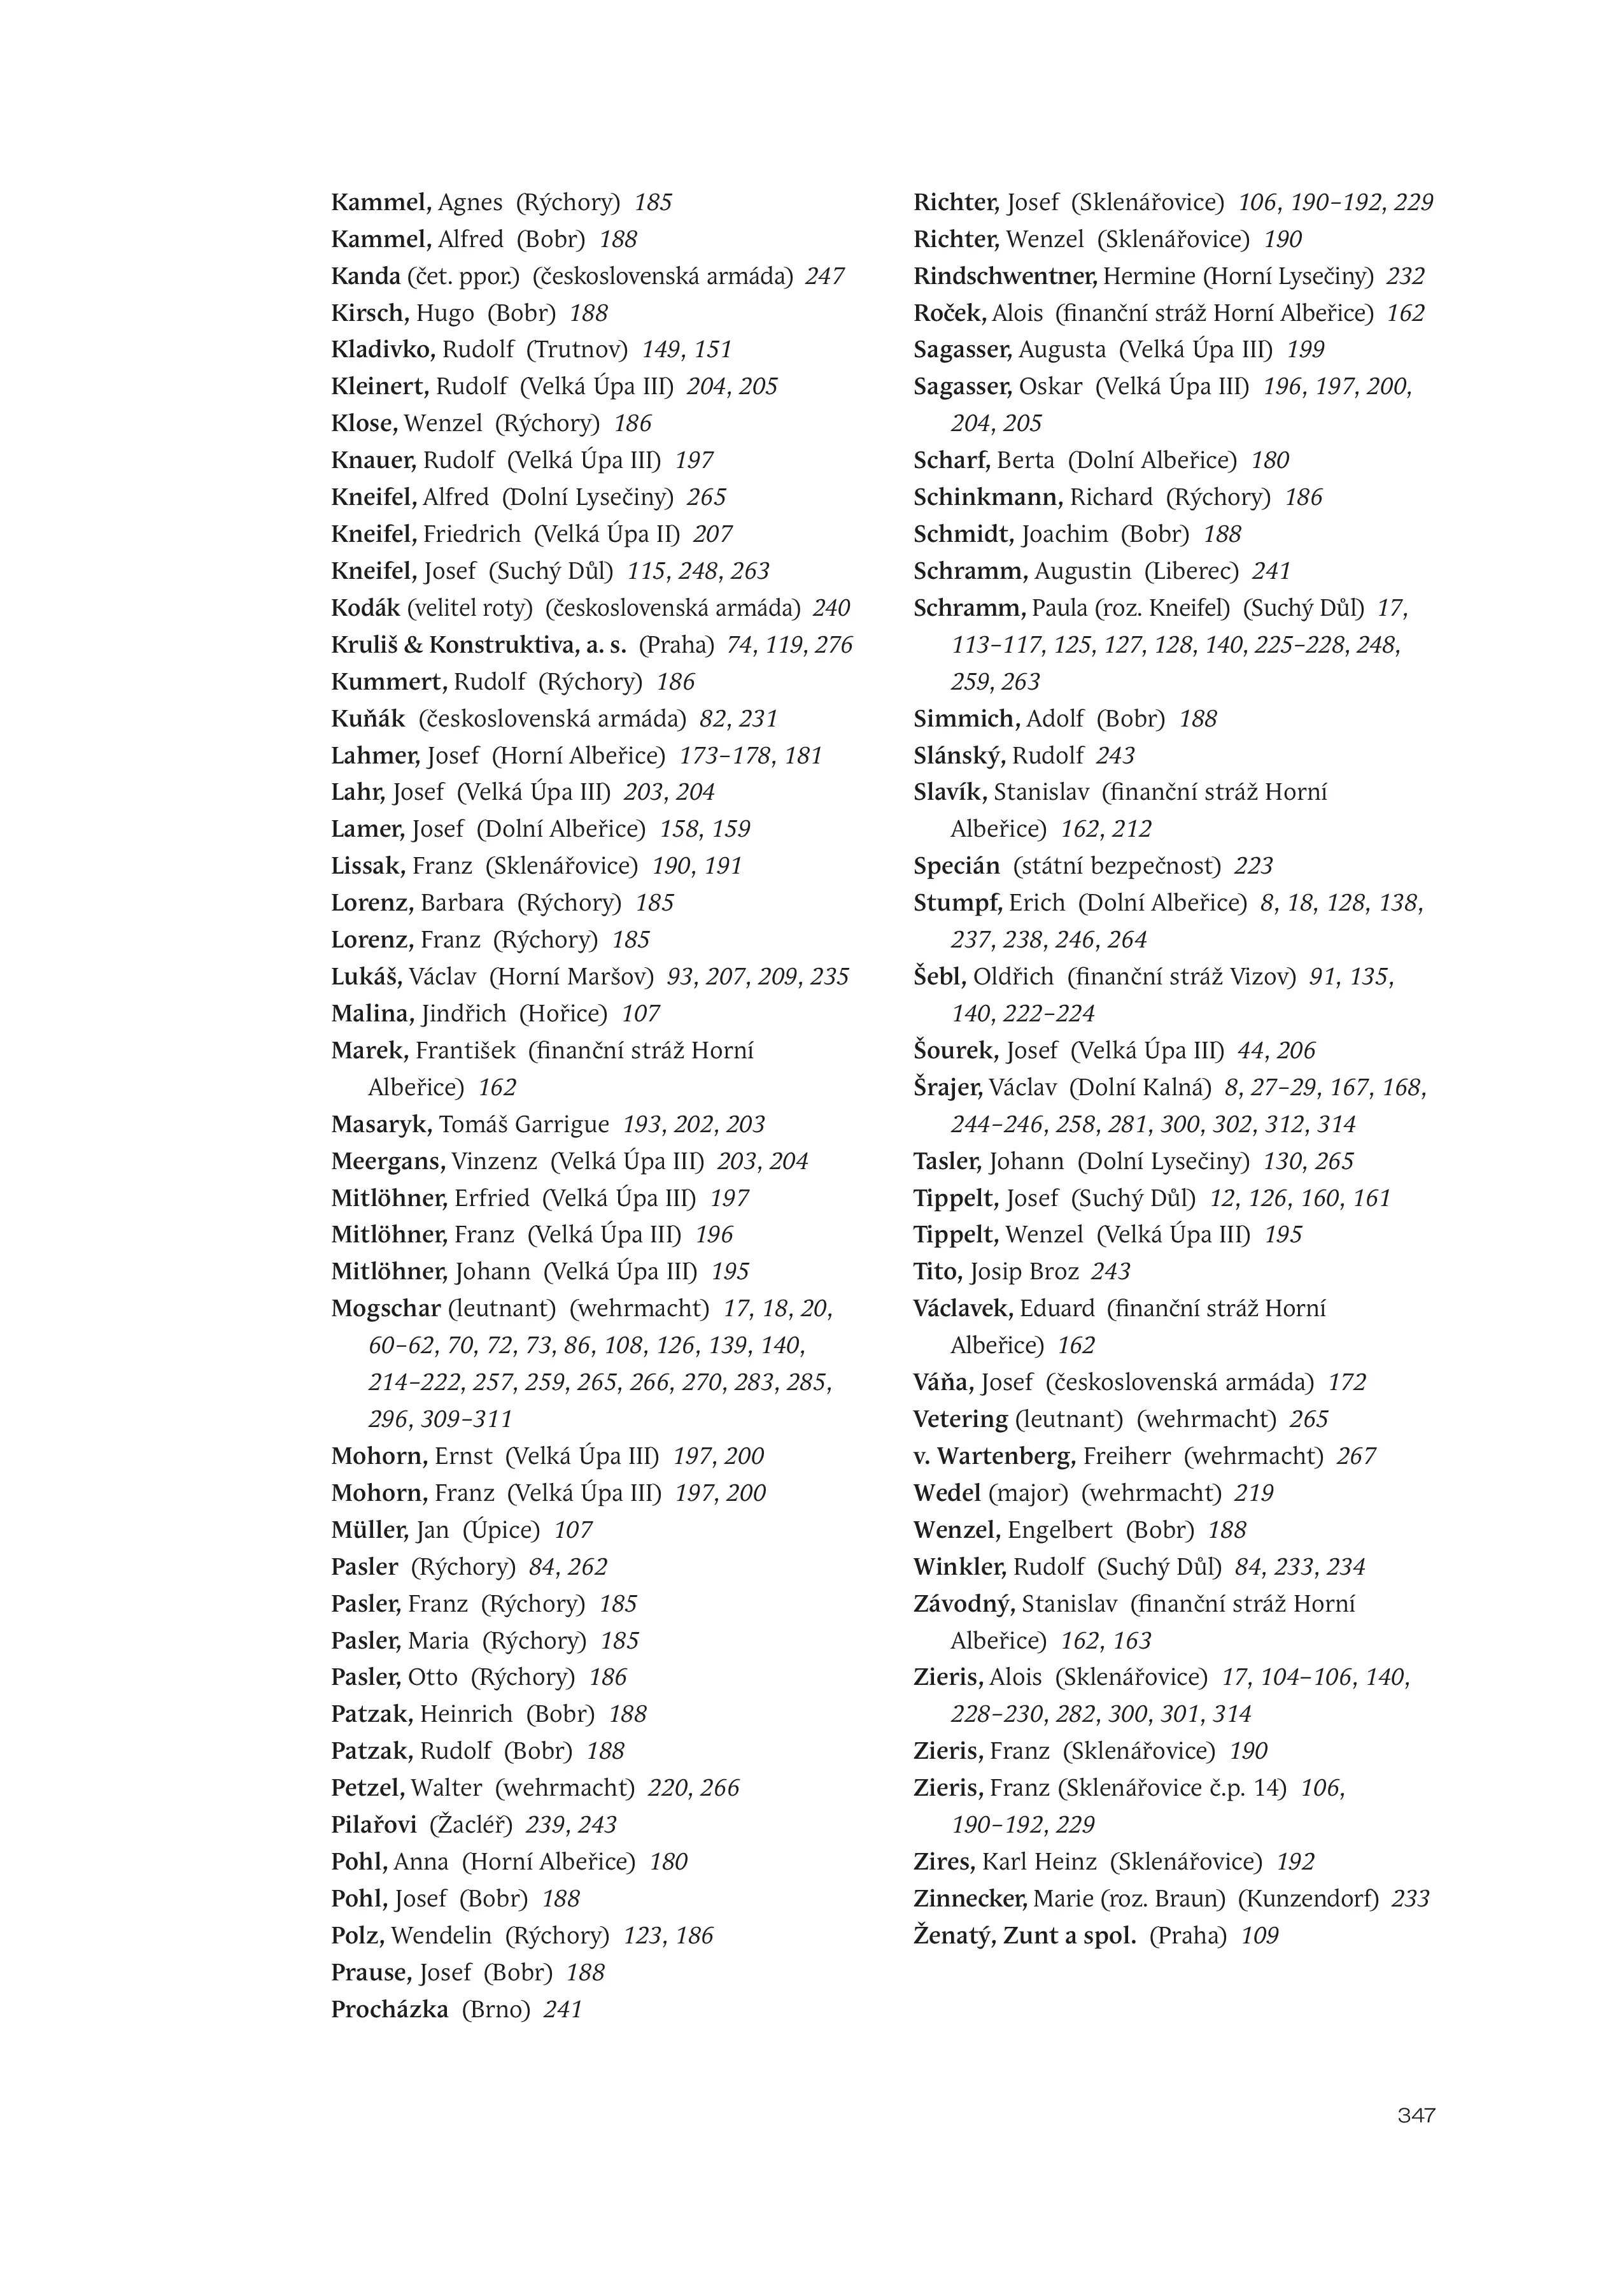 Kammel, Agnes (Rýchory) 185
Kammel, Alfred (Bobr) 188
Kanda (čet. ppor.) (československá armáda) 247
Kirsch, Hugo (Bobr) 188
Kladivko, Rudolf (Trutnov) 149, 151
Kleinert, Rudolf (Velká Úpa III) 204, 205
Klose, Wenzel (Rýchory) 186
Knauer, Rudolf (Velká Úpa III) 197
Kneifel, Alfred (Dolní Lysečiny) 265
Kneifel, Friedrich (Velká Úpa II) 207
Kneifel, Josef (Suchý Důl) 115, 248, 263
Kodák (velitel roty) (československá armáda) 240
Kruliš & Konstruktiva, a. s. (Praha) 74, 119, 276
Kummert, Rudolf (Rýchory) 186
Kuňák (československá armáda) 82, 231
Lahmer, Josef (Horní Albeřice) 173–178, 181
Lahr, Josef (Velká Úpa III) 203, 204
Lamer, Josef (Dolní Albeřice) 158, 159
Lissak, Franz (Sklenářovice) 190, 191
Lorenz, Barbara (Rýchory) 185
Lorenz, Franz (Rýchory) 185
Lukáš, Václav (Horní Maršov) 93, 207, 209, 235
Malina, Jindřich (Hořice) 107
Marek, František (finanční stráž Horní
Albeřice) 162
Masaryk, Tomáš Garrigue 193, 202, 203
Meergans, Vinzenz (Velká Úpa III) 203, 204
Mitlöhner, Erfried (Velká Úpa III) 197
Mitlöhner, Franz (Velká Úpa III) 196
Mitlöhner, Johann (Velká Úpa III) 195
Mogschar (leutnant) (wehrmacht) 17, 18, 20,
60–62, 70, 72, 73, 86, 108, 126, 139, 140,
214–222, 257, 259, 265, 266, 270, 283, 285,
296, 309–311
Mohorn, Ernst (Velká Úpa III) 197, 200
Mohorn, Franz (Velká Úpa III) 197, 200
Müller, Jan (Úpice) 107
Pasler (Rýchory) 84, 262
Pasler, Franz (Rýchory) 185
Pasler, Maria (Rýchory) 185
Pasler, Otto (Rýchory) 186
Patzak, Heinrich (Bobr) 188
Patzak, Rudolf (Bobr) 188
Petzel, Walter (wehrmacht) 220, 266
Pilařovi (Žacléř) 239, 243
Pohl, Anna (Horní Albeřice) 180
Pohl, Josef (Bobr) 188
Polz, Wendelin (Rýchory) 123, 186
Prause, Josef (Bobr) 188
Procházka (Brno) 241
Richter, Josef (Sklenářovice) 106, 190–192, 229
Richter, Wenzel (Sklenářovice) 190
Rindschwentner, Hermine (Horní Lysečiny) 232
Roček, Alois (finanční stráž Horní Albeřice) 162
Sagasser, Augusta (Velká Úpa III) 199
Sagasser, Oskar (Velká Úpa III) 196, 197, 200,
204, 205
Scharf, Berta (Dolní Albeřice) 180
Schinkmann, Richard (Rýchory) 186
Schmidt, Joachim (Bobr) 188
Schramm, Augustin (Liberec) 241
Schramm, Paula (roz. Kneifel) (Suchý Důl) 17,
113–117, 125, 127, 128, 140, 225–228, 248,
259, 263
Simmich, Adolf (Bobr) 188
Slánský, Rudolf 243
Slavík, Stanislav (finanční stráž Horní
Albeřice) 162, 212
Specián (státní bezpečnost) 223
Stumpf, Erich (Dolní Albeřice) 8, 18, 128, 138,
237, 238, 246, 264
Šebl, Oldřich (finanční stráž Vizov) 91, 135,
140, 222–224
Šourek, Josef (Velká Úpa III) 44, 206
Šrajer, Václav (Dolní Kalná) 8, 27–29, 167, 168,
244–246, 258, 281, 300, 302, 312, 314
Tasler, Johann (Dolní Lysečiny) 130, 265
Tippelt, Josef (Suchý Důl) 12, 126, 160, 161
Tippelt, Wenzel (Velká Úpa III) 195
Tito, Josip Broz 243
Václavek, Eduard (finanční stráž Horní
Albeřice) 162
Váňa, Josef (československá armáda) 172
Vetering (leutnant) (wehrmacht) 265
v. Wartenberg, Freiherr (wehrmacht) 267
Wedel (major) (wehrmacht) 219
Wenzel, Engelbert (Bobr) 188
Winkler, Rudolf (Suchý Důl) 84, 233, 234
Závodný, Stanislav (finanční stráž Horní
Albeřice) 162, 163
Zieris, Alois (Sklenářovice) 17, 104–106, 140,
228–230, 282, 300, 301, 314
Zieris, Franz (Sklenářovice) 190
Zieris, Franz (Sklenářovice č.p. 14) 106,
190–192, 229
Zires, Karl Heinz (Sklenářovice) 192
Zinnecker, Marie (roz. Braun) (Kunzendorf) 233
Ženatý, Zunt a spol. (Praha) 109
347